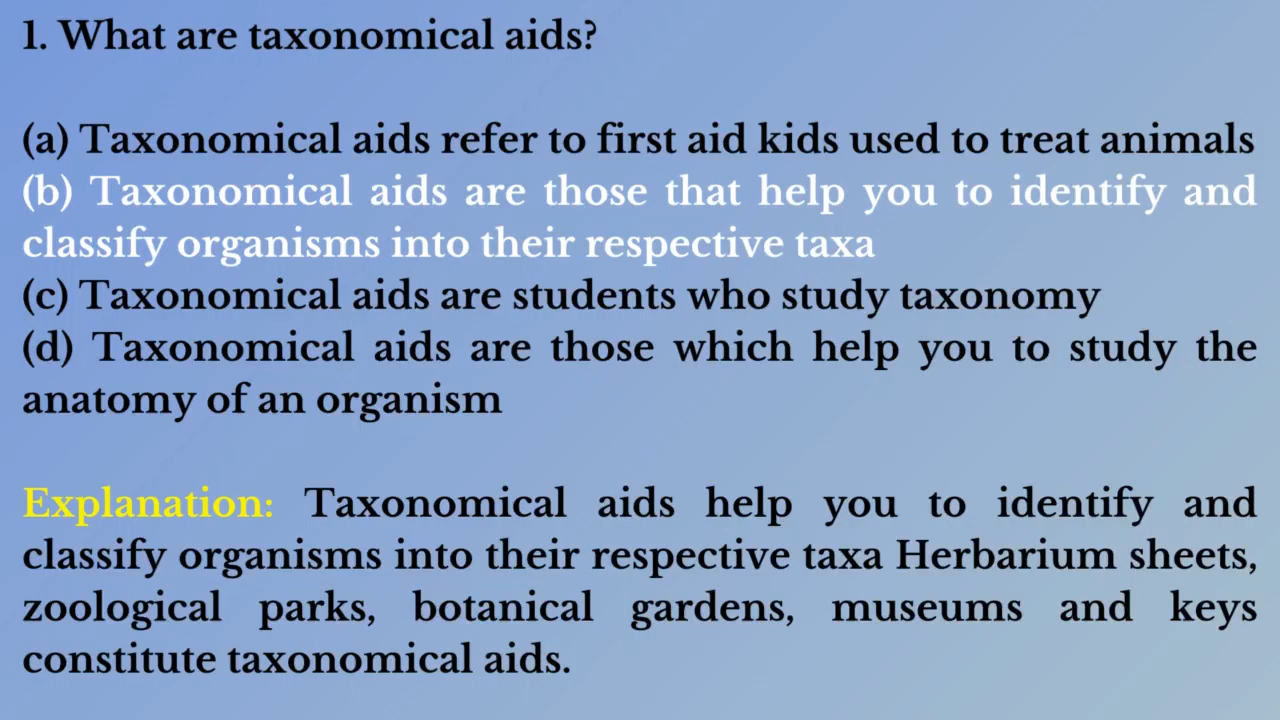 1. What are taxonomical aids?
(a) Taxonomical aids refer to first aid kids used to treat animals
(b) Taxonomical aids are those that help you to identify and
classify organisms into their respective taxa
(c) Taxonomical aids are students who study taxonomy
(d) Taxonomical aids are those which help you to study the
anatomy of an organism
Explanation: Taxonomical aids help you to identify and
classify organisms into their respective taxa Herbarium sheets,
zoological parks, botanical gardens, museums and keys
constitute taxonomical aids.